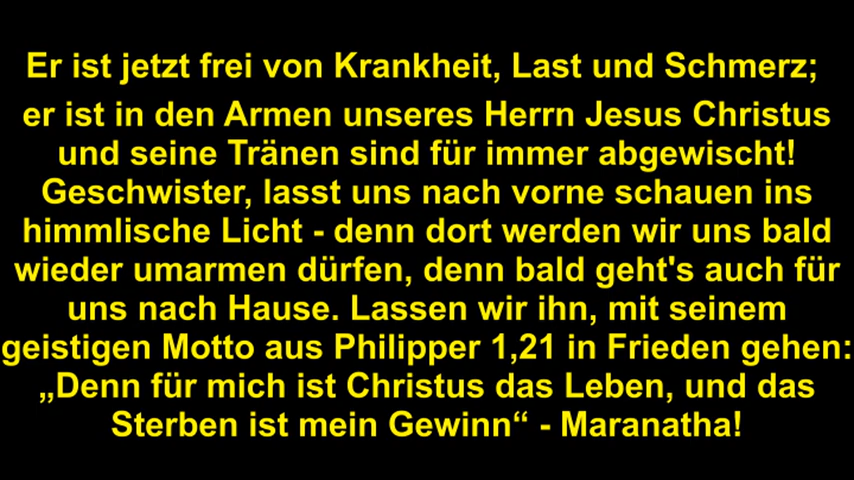 Er ist jetzt frei von Krankheit, Last und Schmerz;
er ist in den Armen unseres Herrn Jesus Christus
und seine Tränen sind für immer abgewischt!
Geschwister, lasst uns nach vorne schauen ins
himmlische Licht - denn dort werden wir uns bald
wieder umarmen dürfen, denn bald geht's auch für
uns nach Hause. Lassen wir ihn, mit seinem
geistigen Motto aus Philipper 1,21 in Frieden gehen:
„Denn für mich ist Christus das Leben, und das
Sterben ist mein Gewinn“ - Maranatha!